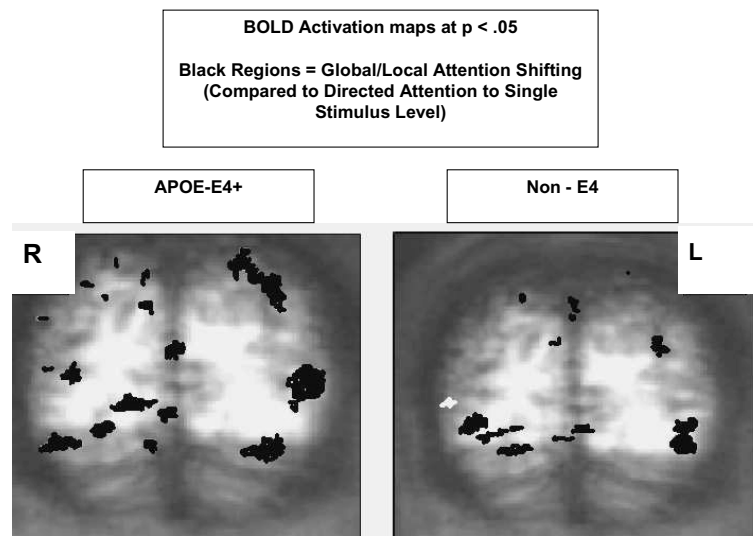 BOLD Activation maps at p < .05
Black Regions = Global/Local Attention Shifting
(Compared to Directed Attention to Single
Stimulus Level)
APOE-E4+
Non - E4
R
L